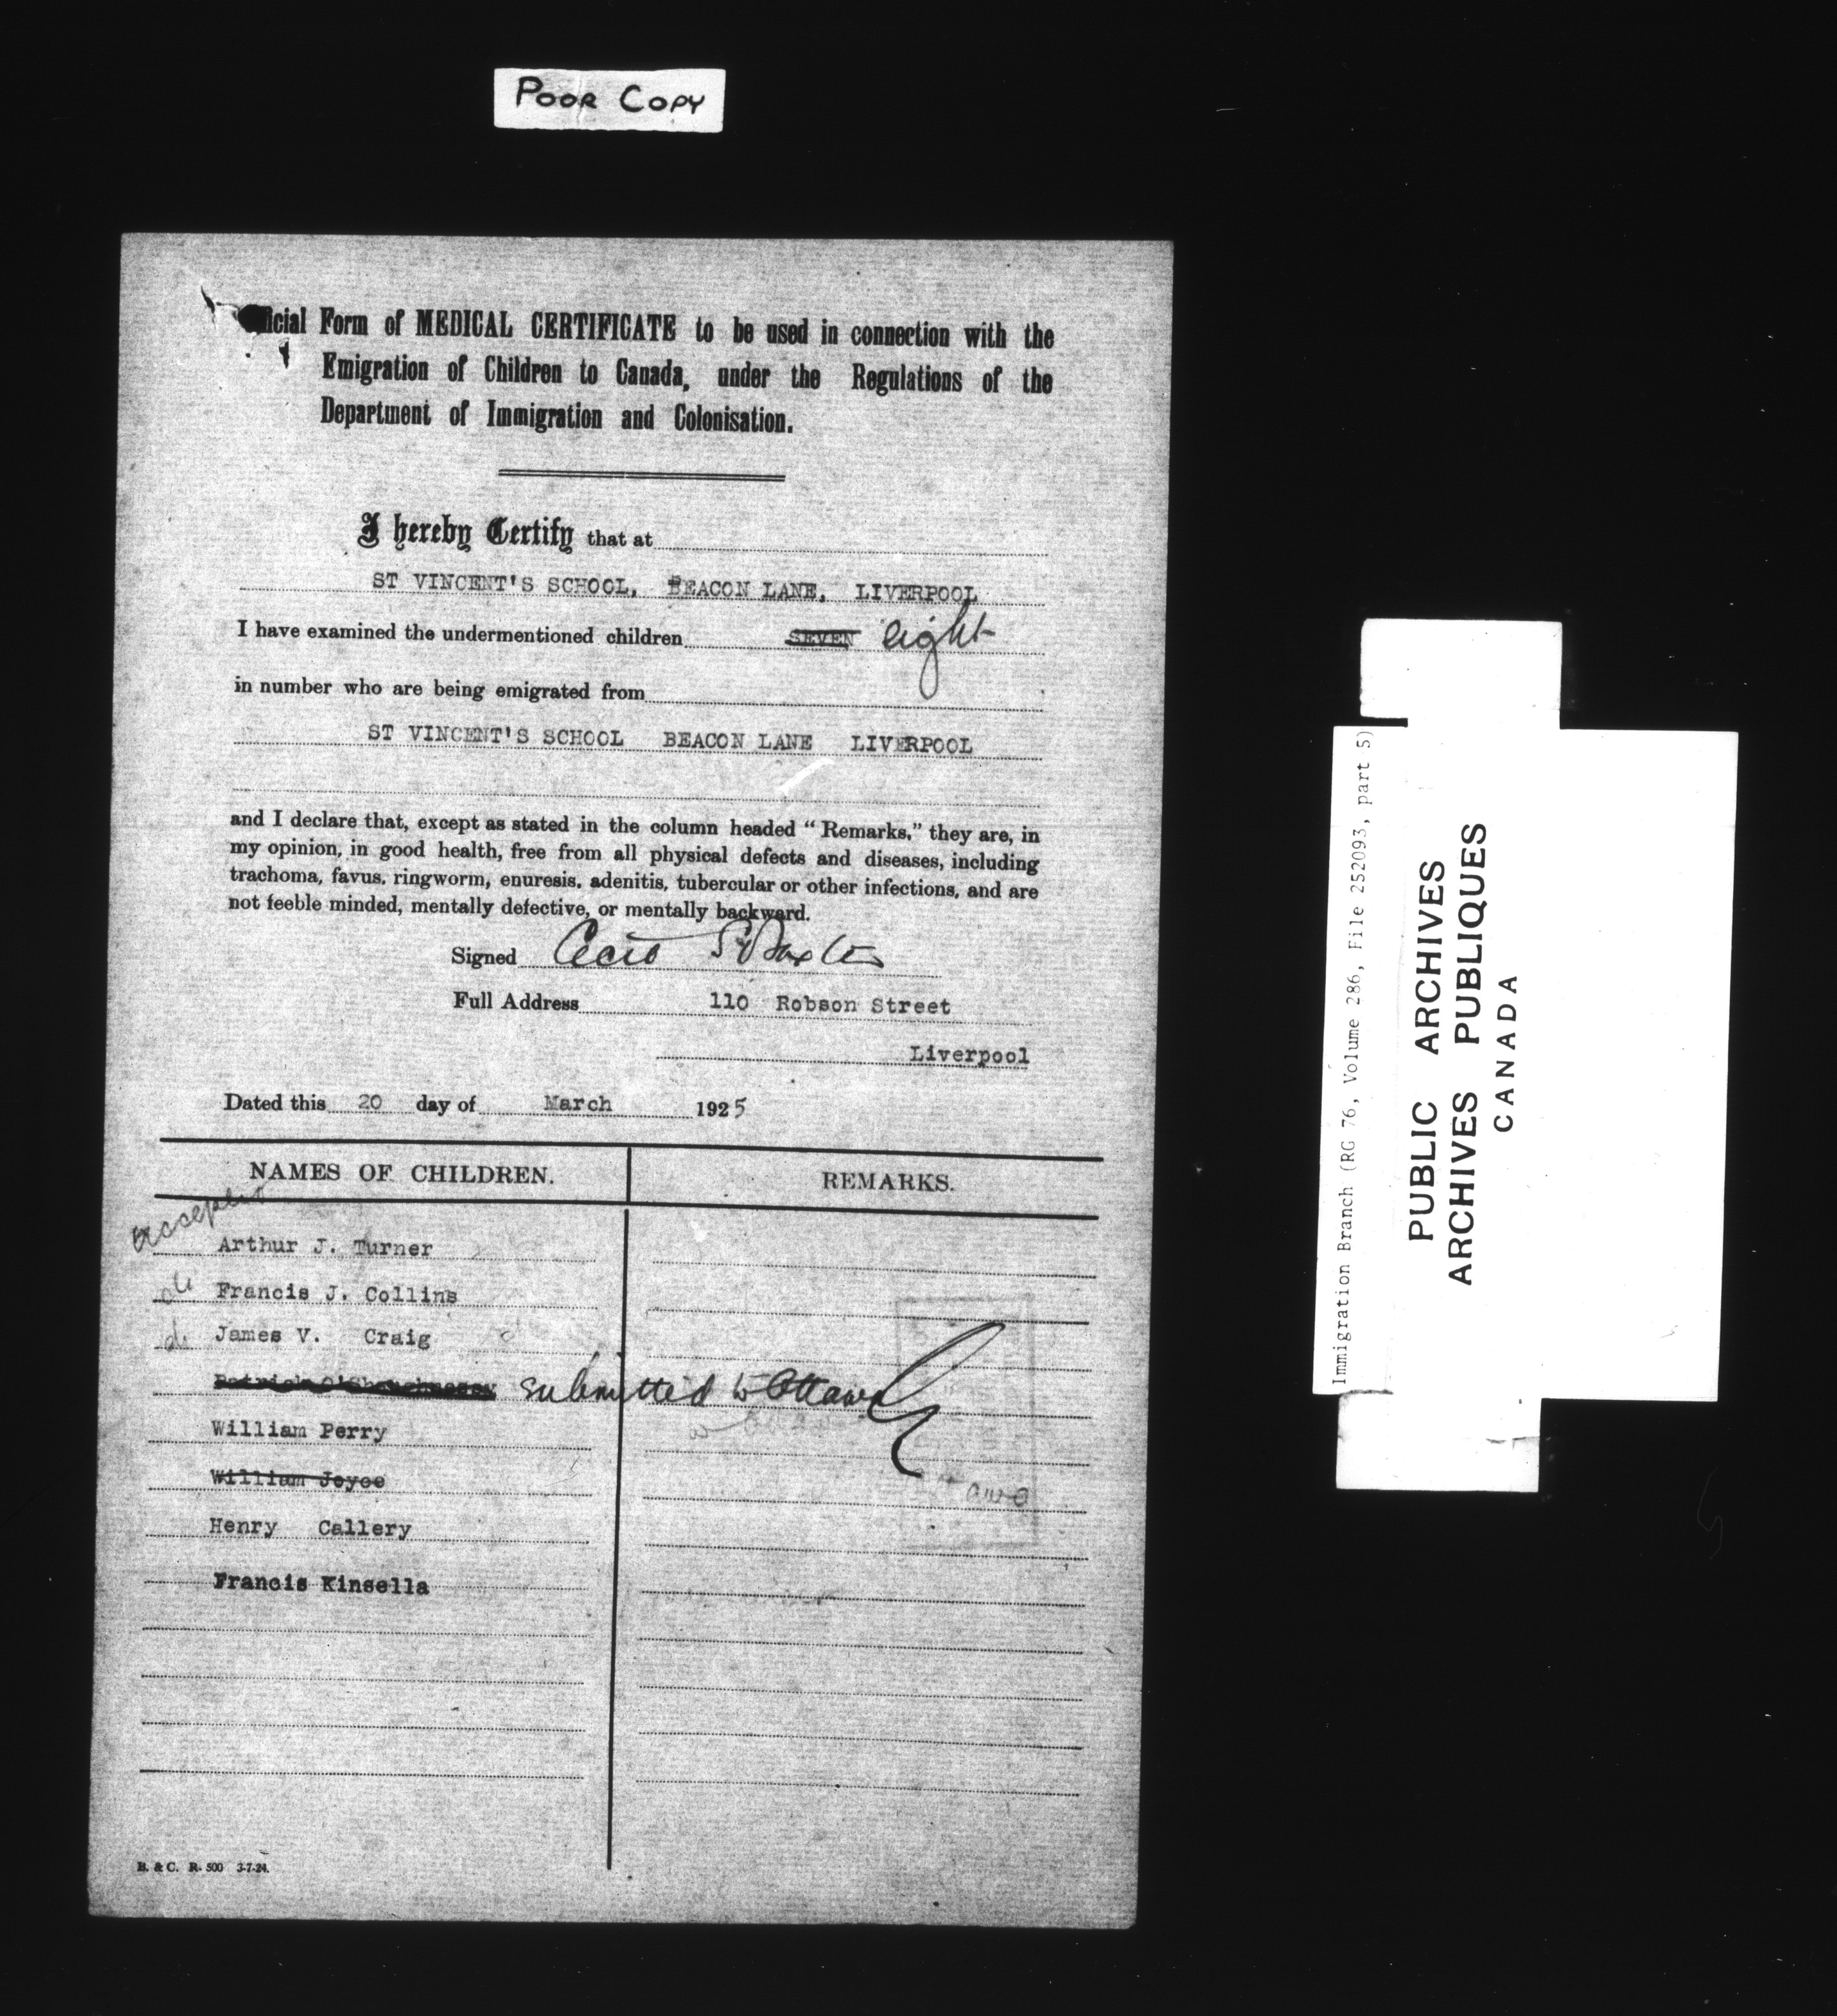 POOR COPY
icial Form of MEDICAL CERTIFICATE to be used in connection with the
Emigration of Children to Canada, under the Regulations of the
Department of Immigration and Colonisation.
I hereby Certify that at
ST VINCENT'S SCHOOL, BEACON LANE, LIVERPOOL
I have examined the undermentioned children SEVEN eight
in number who are being emigrated from
ST VINCENT'S SCHOOL BEACON LANE LIVERPOOL
and I declare that, except as stated in the column headed "Remarks," they are, in
my opinion, in good health, free from all physical defects and diseases, including
trachoma, favus, ringworm, enuresis, adenitis, tubercular or other infections, and are
not feeble minded, mentally defective, or mentally backward.
Signed
Full Address 110 Robson Street
Liverpool
Dated this 20 day of March 1925
NAMES OF CHILDREN. REMARKS.
Arthur J. Turner
Francis J. Collins
James V. Craig
Patrick O'Shaughnessy submitted to Ottawa
William Perry
William Joyce
Henry Callery
Francis Kinsella
B. & C. R. 500 3-7-24.
Immigration Branch (RG 76, Volume 286, File 252093, part 5)
PUBLIC ARCHIVES
ARCHIVES PUBLIQUES
CANADA